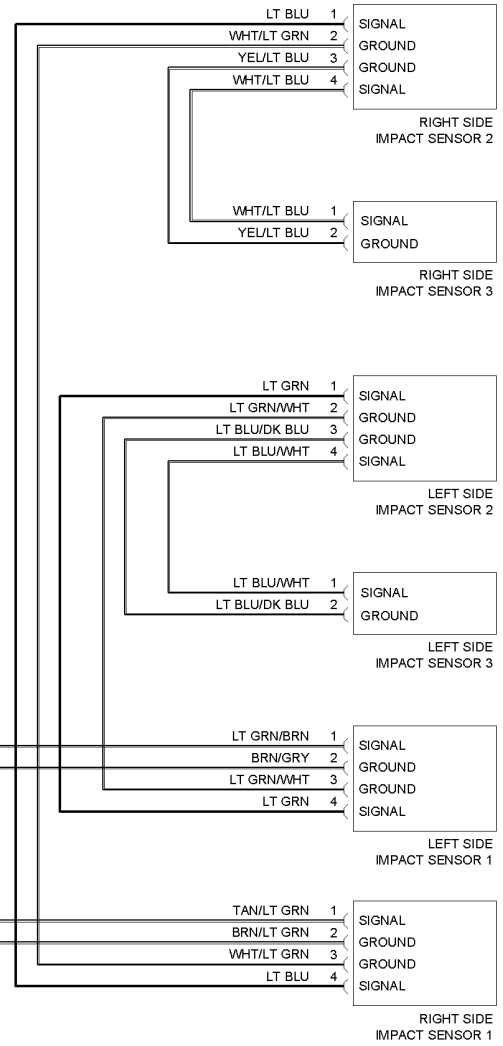 LT BLU 1 SIGNAL
WHT/LT GRN 2 GROUND
YEL/LT BLU 3 GROUND
WHT/LT BLU 4 SIGNAL
RIGHT SIDE
IMPACT SENSOR 2
WHT/LT BLU 1 SIGNAL
YEL/LT BLU 2 GROUND
RIGHT SIDE
IMPACT SENSOR 3
LT GRN 1 SIGNAL
LT GRN/WHT 2 GROUND
LT BLU/DK BLU 3 GROUND
LT BLU/WHT 4 SIGNAL
LEFT SIDE
IMPACT SENSOR 2
LT BLU/WHT 1 SIGNAL
LT BLU/DK BLU 2 GROUND
LEFT SIDE
IMPACT SENSOR 3
LT GRN/BRN 1 SIGNAL
BRN/GRY 2 GROUND
LT GRN/WHT 3 GROUND
LT GRN 4 SIGNAL
LEFT SIDE
IMPACT SENSOR 1
TAN/LT GRN 1 SIGNAL
BRN/LT GRN 2 GROUND
WHT/LT GRN 3 GROUND
LT BLU 4 SIGNAL
RIGHT SIDE
IMPACT SENSOR 1